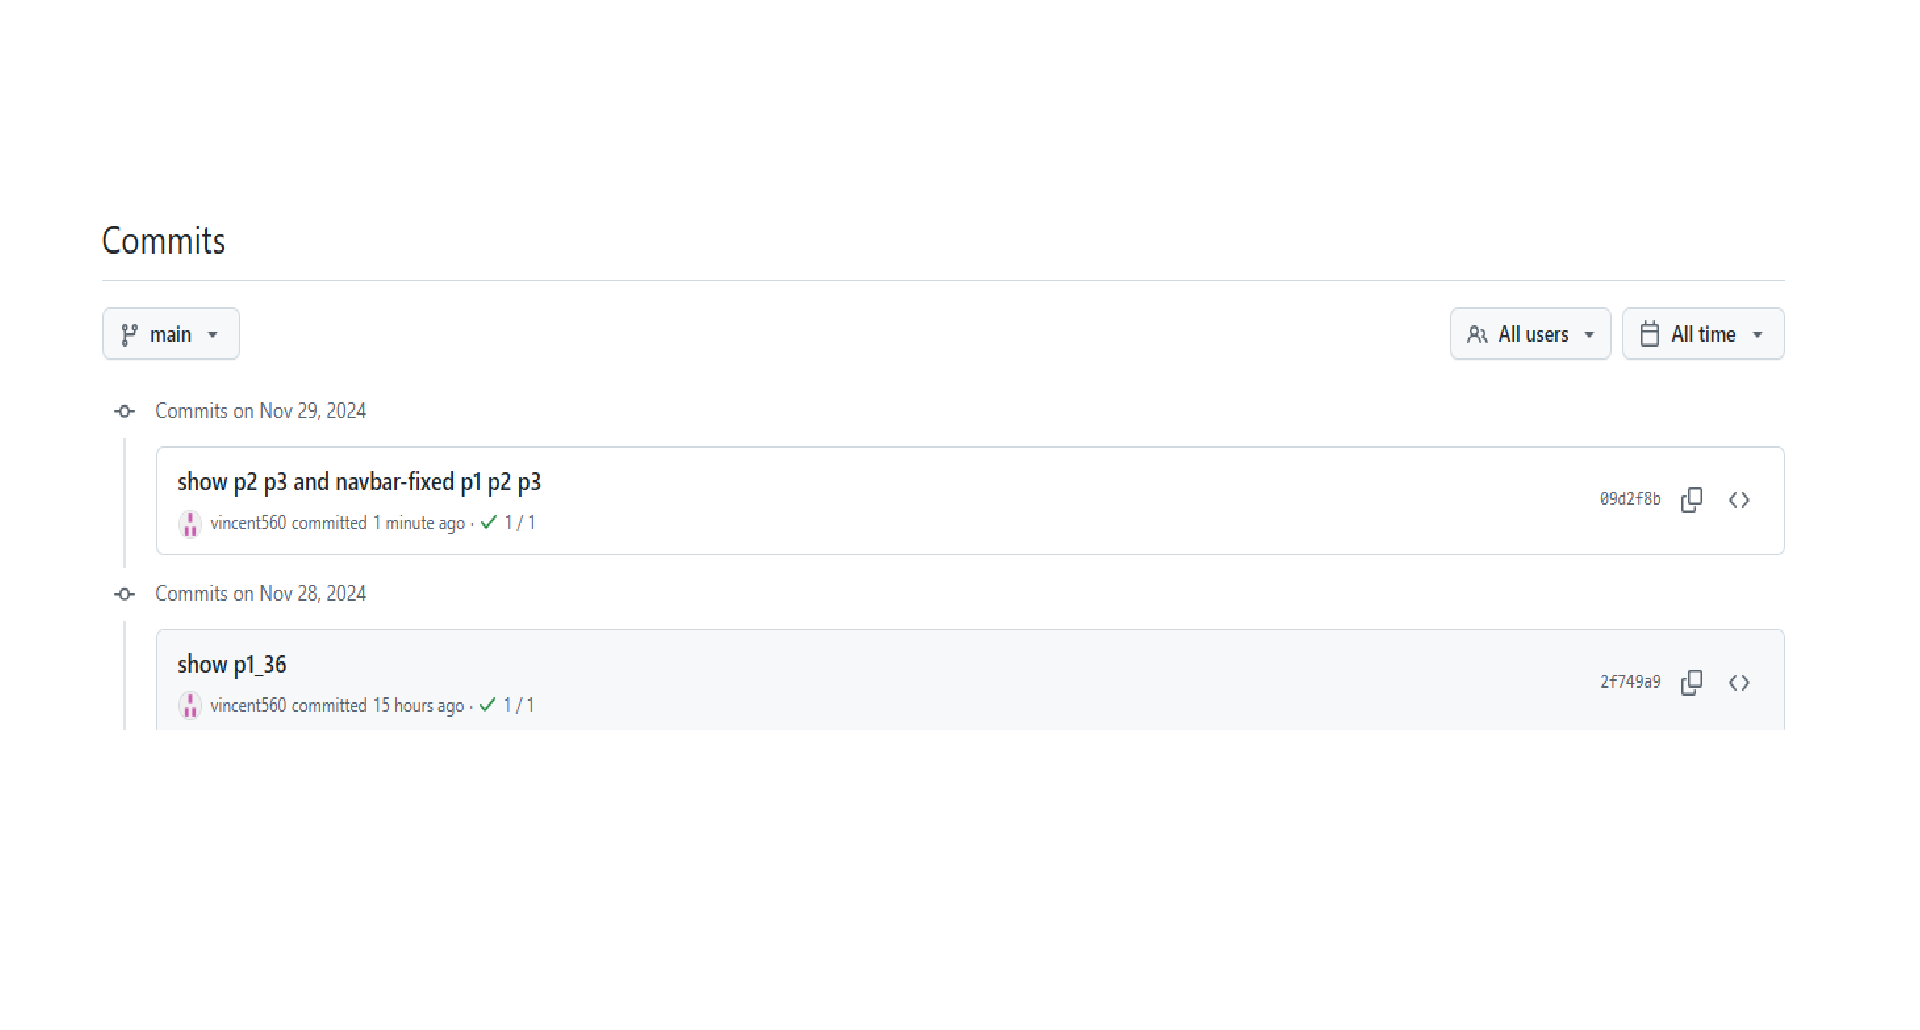 Commits
main
All users
All time
Commits on Nov 29, 2024
show p2 p3 and navbar-fixed p1 p2 p3
vincent560 committed 1 minute ago · ✓ 1 / 1
09d2f8b
Commits on Nov 28, 2024
show p1_36
vincent560 committed 15 hours ago · ✓ 1 / 1
2f749a9